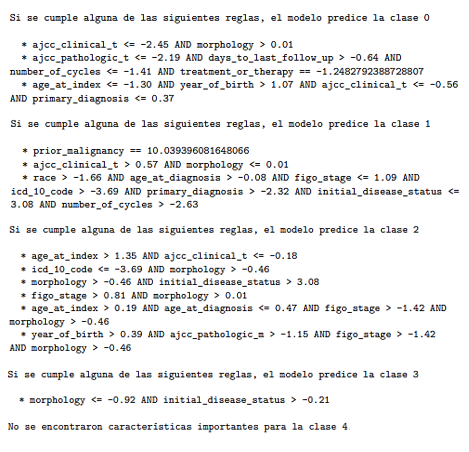 Si se cumple alguna de las siguientes reglas, el modelo predice la clase 0
* ajcc_clinical_t <= -2.45 AND morphology > 0.01
* ajcc_pathologic_t <= -2.19 AND days_to_last_follow_up > -0.64 AND
number_of_cycles <= -1.41 AND treatment_or_therapy == -1.2482792388728807
* age_at_index <= -1.30 AND year_of_birth > 1.07 AND ajcc_clinical_t <= -0.56
AND primary_diagnosis <= 0.37
Si se cumple alguna de las siguientes reglas, el modelo predice la clase 1
* prior_malignancy == 10.039396081648066
* ajcc_clinical_t > 0.57 AND morphology <= 0.01
* race > -1.66 AND age_at_diagnosis > -0.08 AND figo_stage <= 1.09 AND
icd_10_code > -3.69 AND primary_diagnosis > -2.32 AND initial_disease_status <=
3.08 AND number_of_cycles > -2.63
Si se cumple alguna de las siguientes reglas, el modelo predice la clase 2
* age_at_index > 1.35 AND ajcc_clinical_t <= -0.18
* icd_10_code <= -3.69 AND morphology > -0.46
* morphology > -0.46 AND initial_disease_status > 3.08
* figo_stage > 0.81 AND morphology > 0.01
* age_at_index > 0.19 AND age_at_diagnosis <= 0.47 AND figo_stage > -1.42 AND
morphology > -0.46
* year_of_birth > 0.39 AND ajcc_pathologic_m > -1.15 AND figo_stage > -1.42
AND morphology > -0.46
Si se cumple alguna de las siguientes reglas, el modelo predice la clase 3
* morphology <= -0.92 AND initial_disease_status > -0.21
No se encontraron características importantes para la clase 4